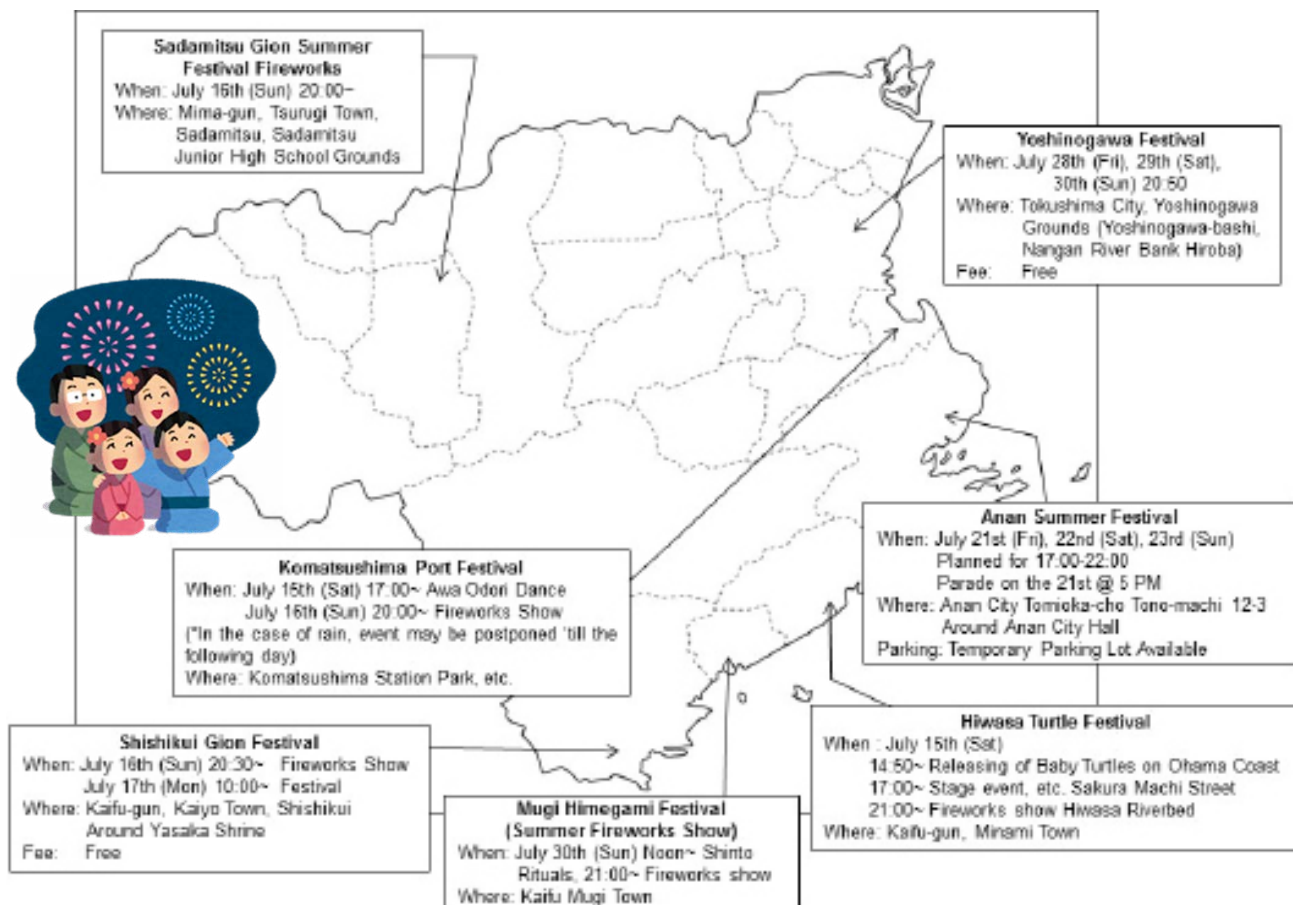 Sadamitsu Gion Summer
Festival Fireworks
When: July 16th (Sun) 20:00~
Where: Mima-gun, Tsurugi Town,
Sadamitsu, Sadamitsu
Junior High School Grounds
Yoshinogawa Festival
When: July 28th (Fri), 29th (Sat),
30th (Sun) 20:50
Where: Tokushima City, Yoshinogawa
Grounds (Yoshinogawa-bashi,
Nangan River Bank Hiroba)
Fee: Free
Anan Summer Festival
When: July 21st (Fri), 22nd (Sat), 23rd (Sun)
Planned for 17:00-22:00
Parade on the 21st @ 5 PM
Where: Anan City Tomioka-cho Tono-machi 12-3
Around Anan City Hall
Parking: Temporary Parking Lot Available
Komatsushima Port Festival
When: July 15th (Sat) 17:00~ Awa Odori Dance
July 16th (Sun) 20:00~ Fireworks Show
(*In the case of rain, event may be postponed 'till the
following day)
Where: Komatsushima Station Park, etc.
Shishikui Gion Festival
When: July 16th (Sun) 20:30~ Fireworks Show
July 17th (Mon) 10:00~ Festival
Where: Kaifu-gun, Kaiyo Town, Shishikui
Around Yasaka Shrine
Fee: Free
Mugi Himegami Festival
(Summer Fireworks Show)
When: July 30th (Sun) Noon~ Shinto
Rituals, 21:00~ Fireworks show
Where: Kaifu Mugi Town
Hiwasa Turtle Festival
When : July 15th (Sat)
14:50~ Releasing of Baby Turtles on Ohama Coast
17:00~ Stage event, etc. Sakura Machi Street
21:00~ Fireworks show Hiwasa Riverbed
Where: Kaifu-gun, Minami Town